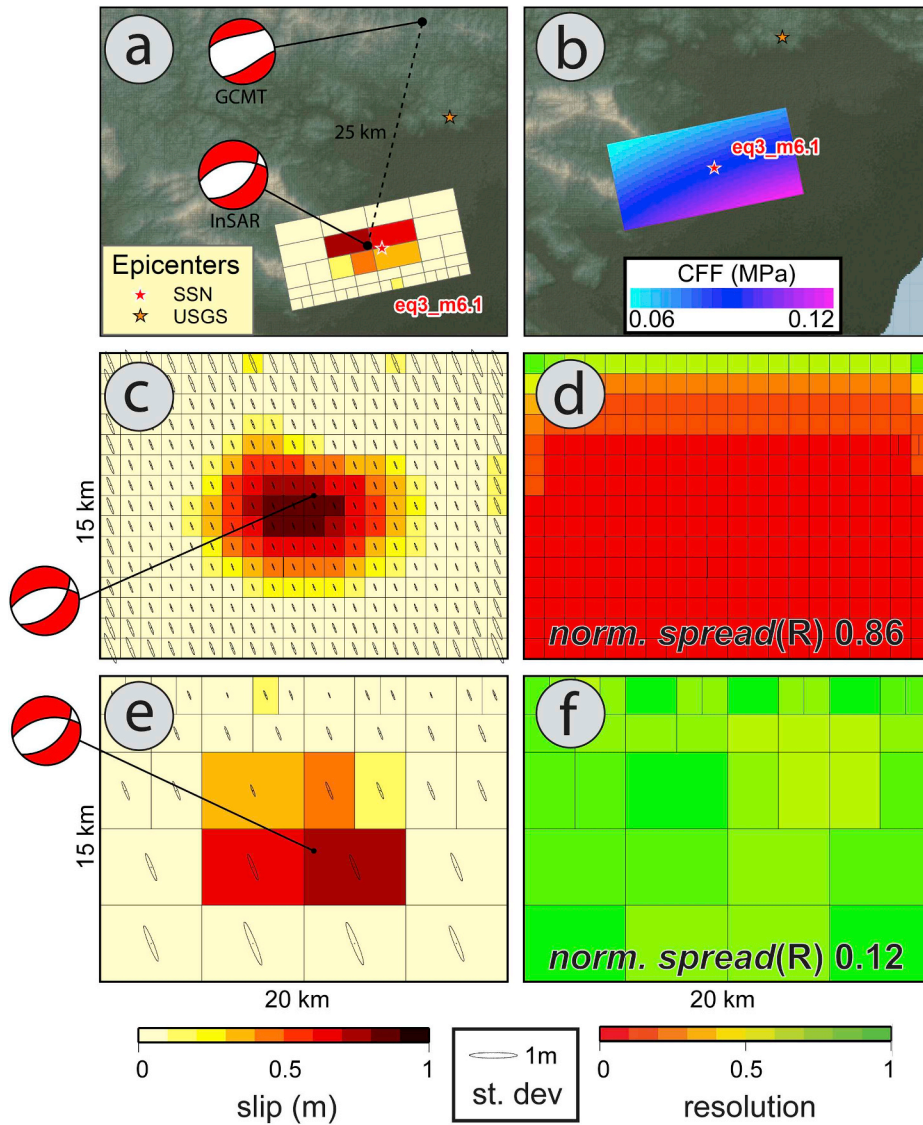 a
GCMT
25 km
InSAR
Epicenters
SSN
USGS
eq3_m6.1
b
eq3_m6.1
CFF (MPa)
0.06 0.12
c
15 km
d
norm. spread(R) 0.86
e
15 km
20 km
f
norm. spread(R) 0.12
20 km
0 0.5 1
slip (m)
1m
st. dev
0 0.5 1
resolution